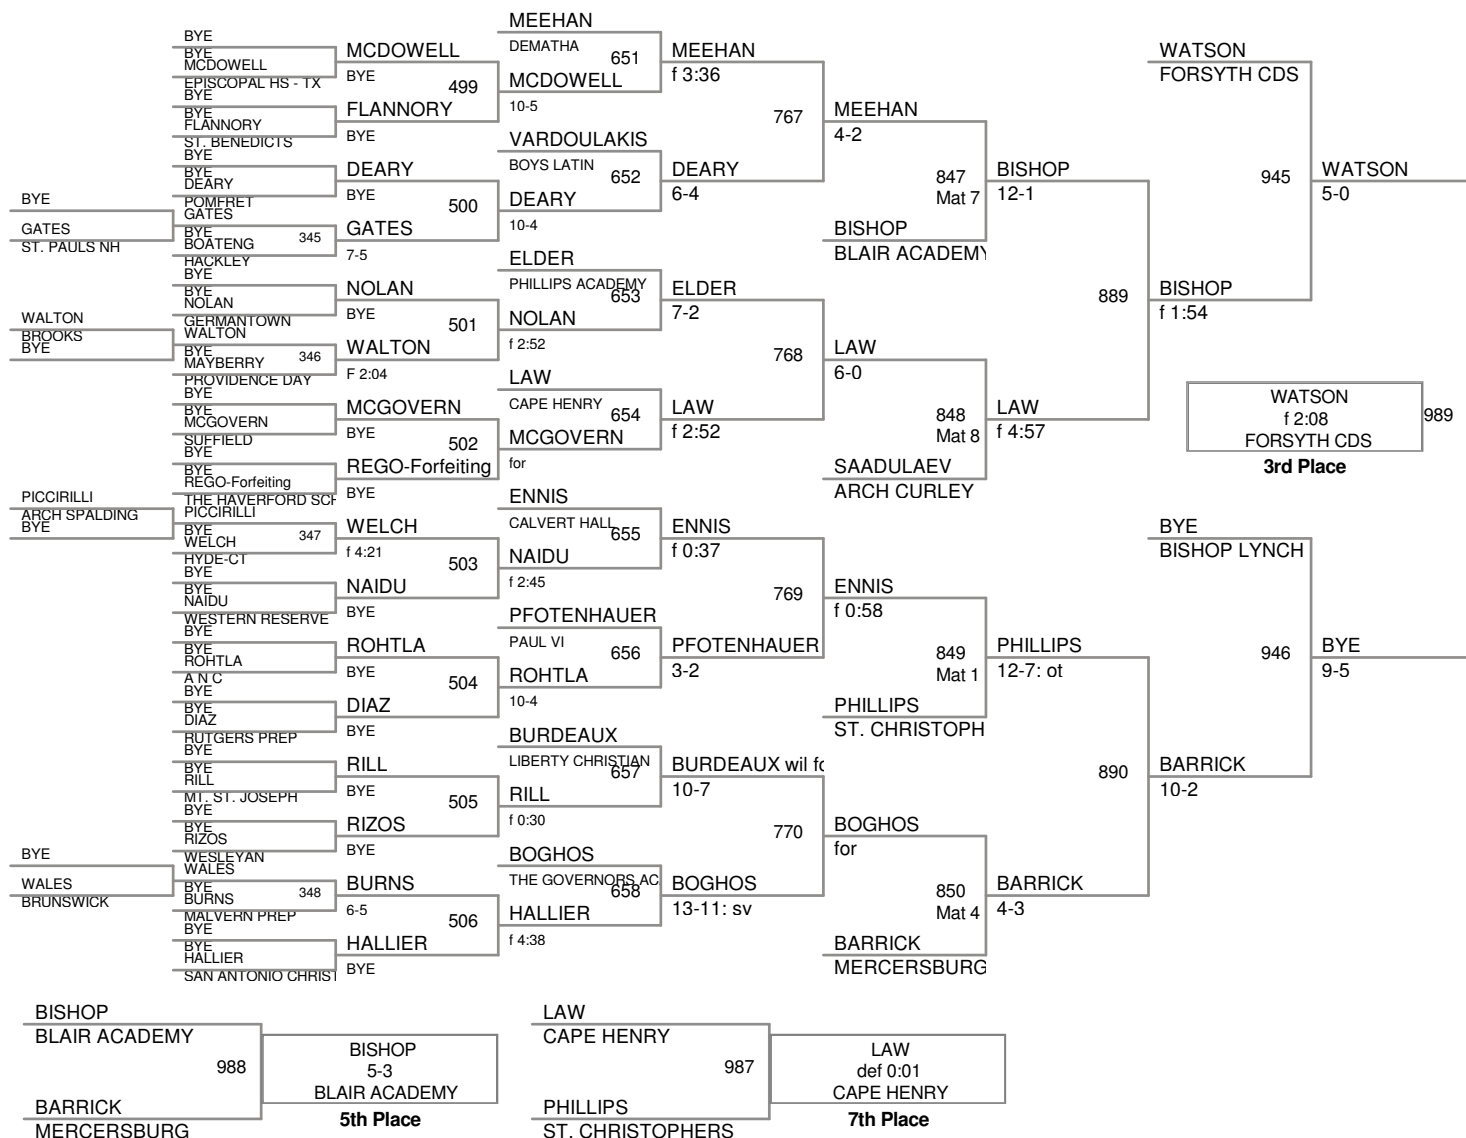 BYE
GATES
ST. PAULS NH
WALTON
BROOKS
BYE
PICCIRILLI
ARCH SPALDING
BYE
BYE
WALES
BRUNSWICK
BYE
BYE
MCDOWELL
EPISCOPAL HS - TX
BYE
BYE
FLANNORY
ST. BENEDICTS
BYE
BYE
DEARY
POMFRET
GATES
BYE
BOATENG
345
HACKLEY
BYE
BYE
NOLAN
GERMANTOWN
WALTON
BYE
MAYBERRY
346
PROVIDENCE DAY
BYE
BYE
MCGOVERN
SUFFIELD
BYE
BYE
REGO-Forfeiting
THE HAVERFORD SCH
PICCIRILLI
BYE
WELCH
347
HYDE-CT
BYE
BYE
NAIDU
WESTERN RESERVE
BYE
BYE
ROHTLA
A N C
BYE
BYE
DIAZ
RUTGERS PREP
BYE
BYE
RILL
MT. ST. JOSEPH
BYE
BYE
RIZOS
WESLEYAN
WALES
BYE
BURNS
348
MALVERN PREP
BYE
BYE
HALLIER
SAN ANTONIO CHRIST
MCDOWELL
BYE
499
FLANNORY
BYE
DEARY
BYE
500
GATES
7-5
NOLAN
BYE
501
WALTON
F 2:04
MCGOVERN
BYE
502
REGO-Forfeiting
BYE
WELCH
f 4:21
503
NAIDU
BYE
ROHTLA
BYE
504
DIAZ
BYE
RILL
BYE
505
RIZOS
BYE
BURNS
6-5
506
HALLIER
BYE
MEEHAN
DEMATHA
651
MCDOWELL
10-5
VARDOULAKIS
BOYS LATIN
652
DEARY
10-4
ELDER
PHILLIPS ACADEMY
653
NOLAN
f 2:52
LAW
CAPE HENRY
654
MCGOVERN
for
ENNIS
CALVERT HALL
655
NAIDU
f 2:45
PFOTENHAUER
PAUL VI
656
ROHTLA
10-4
BURDEAUX
LIBERTY CHRISTIAN
657
RILL
f 0:30
BOGHOS
THE GOVERNORS AC
658
HALLIER
f 4:38
MEEHAN
f 3:36
767
DEARY
6-4
ELDER
7-2
768
LAW
f 2:52
ENNIS
f 0:37
769
PFOTENHAUER
3-2
BURDEAUX wil fo
10-7
770
BOGHOS
13-11: sv
MEEHAN
4-2
847
Mat 7
BISHOP
BLAIR ACADEMY
LAW
6-0
848
Mat 8
SAADULAEV
ARCH CURLEY
ENNIS
f 0:58
849
Mat 1
PHILLIPS
ST. CHRISTOPH
BOGHOS
for
850
Mat 4
BARRICK
MERCERSBURG
BISHOP
12-1
889
LAW
f 4:57
PHILLIPS
12-7: ot
890
BARRICK
4-3
WATSON
FORSYTH CDS
945
BISHOP
f 1:54
BYE
BISHOP LYNCH
946
BARRICK
10-2
WATSON
5-0
BYE
9-5
WATSON
f 2:08
FORSYTH CDS
989
3rd Place
BISHOP
BLAIR ACADEMY
988
BARRICK
MERCERSBURG
BISHOP
5-3
BLAIR ACADEMY
5th Place
LAW
CAPE HENRY
987
PHILLIPS
ST. CHRISTOPHERS
LAW
def 0:01
CAPE HENRY
7th Place